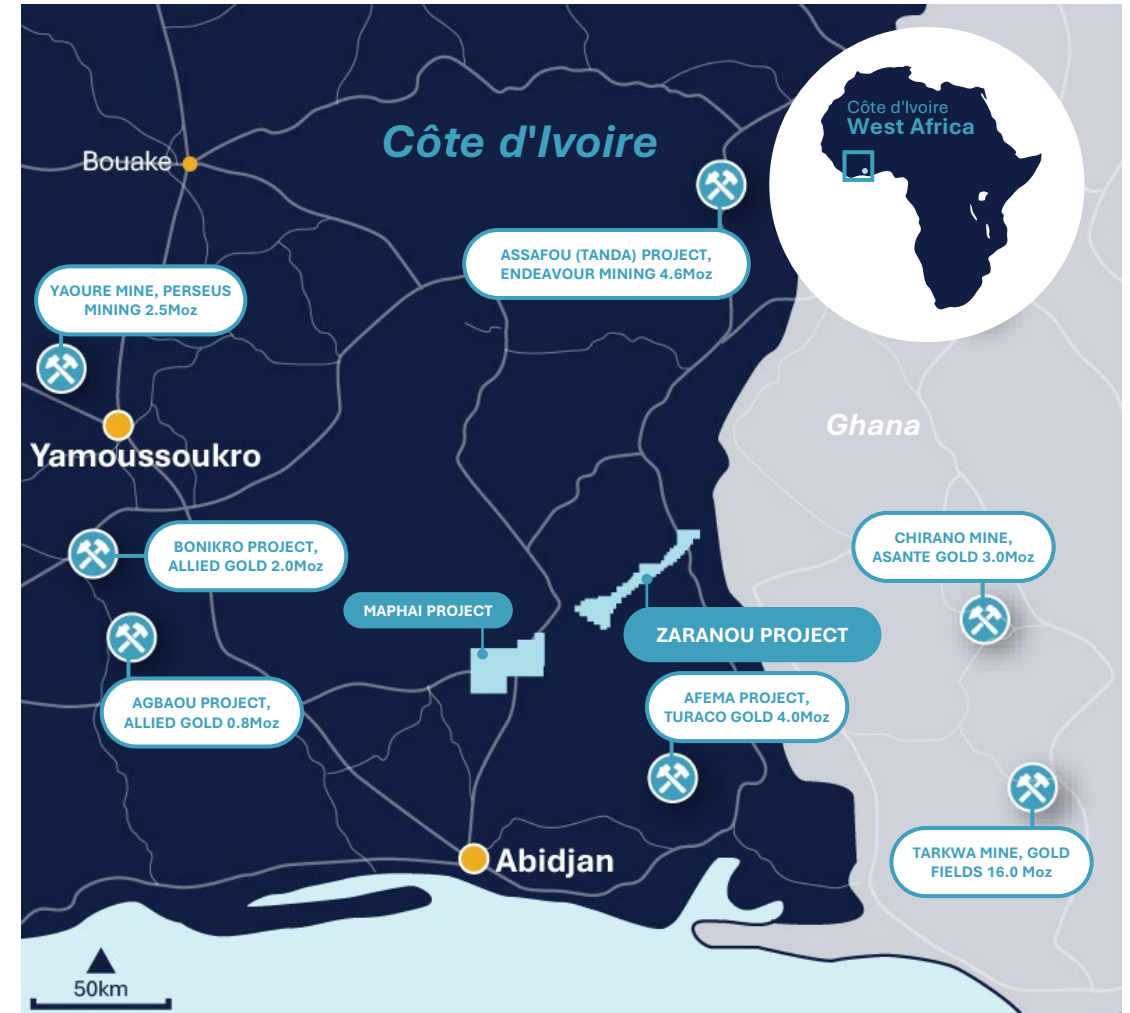 Côte d'Ivoire
West Africa
Côte d'Ivoire
Bouake
ASSAFOU (TANDA) PROJECT,
ENDEAVOUR MINING 4.6Moz
YAOURE MINE, PERSEUS
MINING 2.5Moz
Ghana
Yamoussoukro
BONIKRO PROJECT,
ALLIED GOLD 2.0Moz
CHIRANO MINE,
ASANTE GOLD 3.0Moz
MAPHAI PROJECT
ZARANOU PROJECT
AGBAOU PROJECT,
ALLIED GOLD 0.8Moz
AFEMA PROJECT,
TURACO GOLD 4.0Moz
TARKWA MINE, GOLD
FIELDS 16.0 Moz
Abidjan
50km